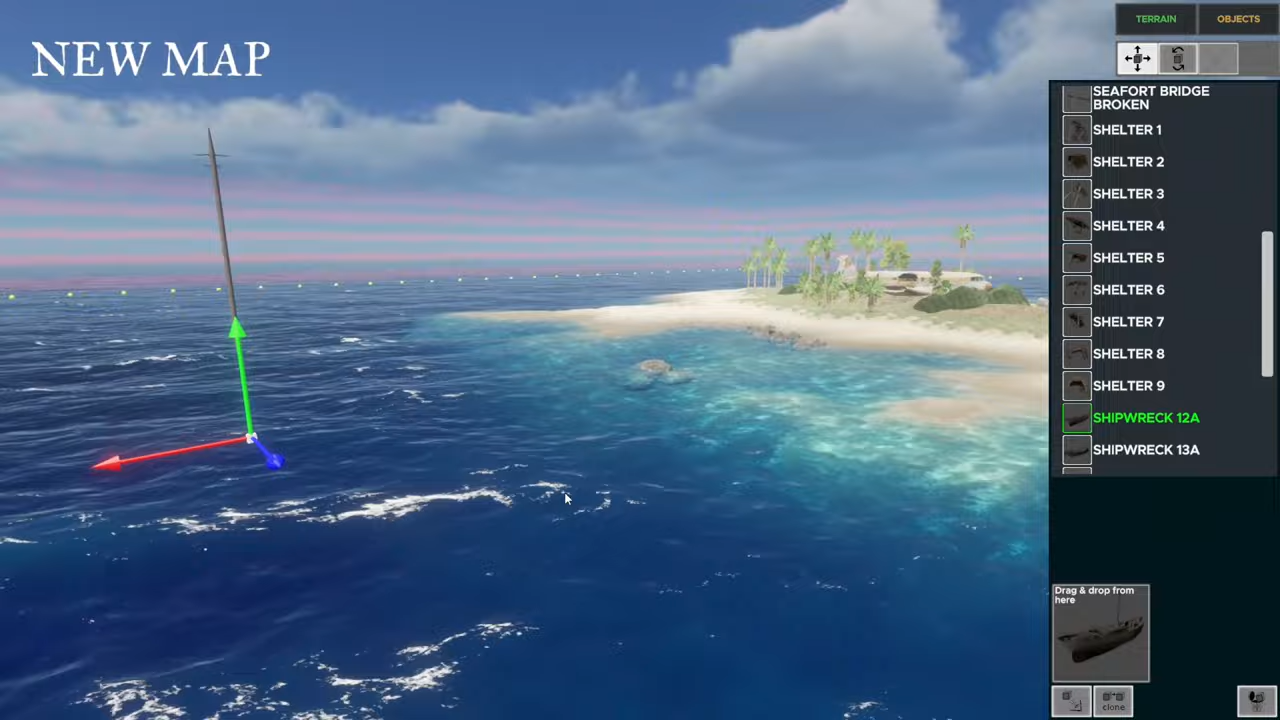 NEW MAP
TERRAIN
OBJECTS
SEAFORT BRIDGE
BROKEN
SHELTER 1
SHELTER 2
SHELTER 3
SHELTER 4
SHELTER 5
SHELTER 6
SHELTER 7
SHELTER 8
SHELTER 9
SHIPWRECK 12A
SHIPWRECK 13A
Drag & drop from
here
clone